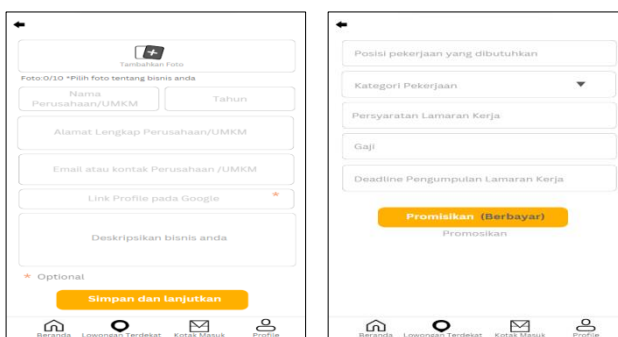 Tambahkan Foto
Foto:0/10 *Pilih foto tentang bisnis anda
Nama
Perusahaan/UMKM
Tahun
Alamat Lengkap Perusahaan/UMKM
Email atau kontak Perusahaan /UMKM
Link Profile pada Google *
Deskripsikan bisnis anda
* Optional
Simpan dan lanjutkan
Beranda Lowongan Terdekat Kotak Masuk Profile
Posisi pekerjaan yang dibutuhkan
Kategori Pekerjaan
Persyaratan Lamaran Kerja
Gaji
Deadline Pengumpulan Lamaran Kerja
Promisikan (Berbayar)
Promosikan
Beranda Lowongan Terdekat Kotak Masuk Profile